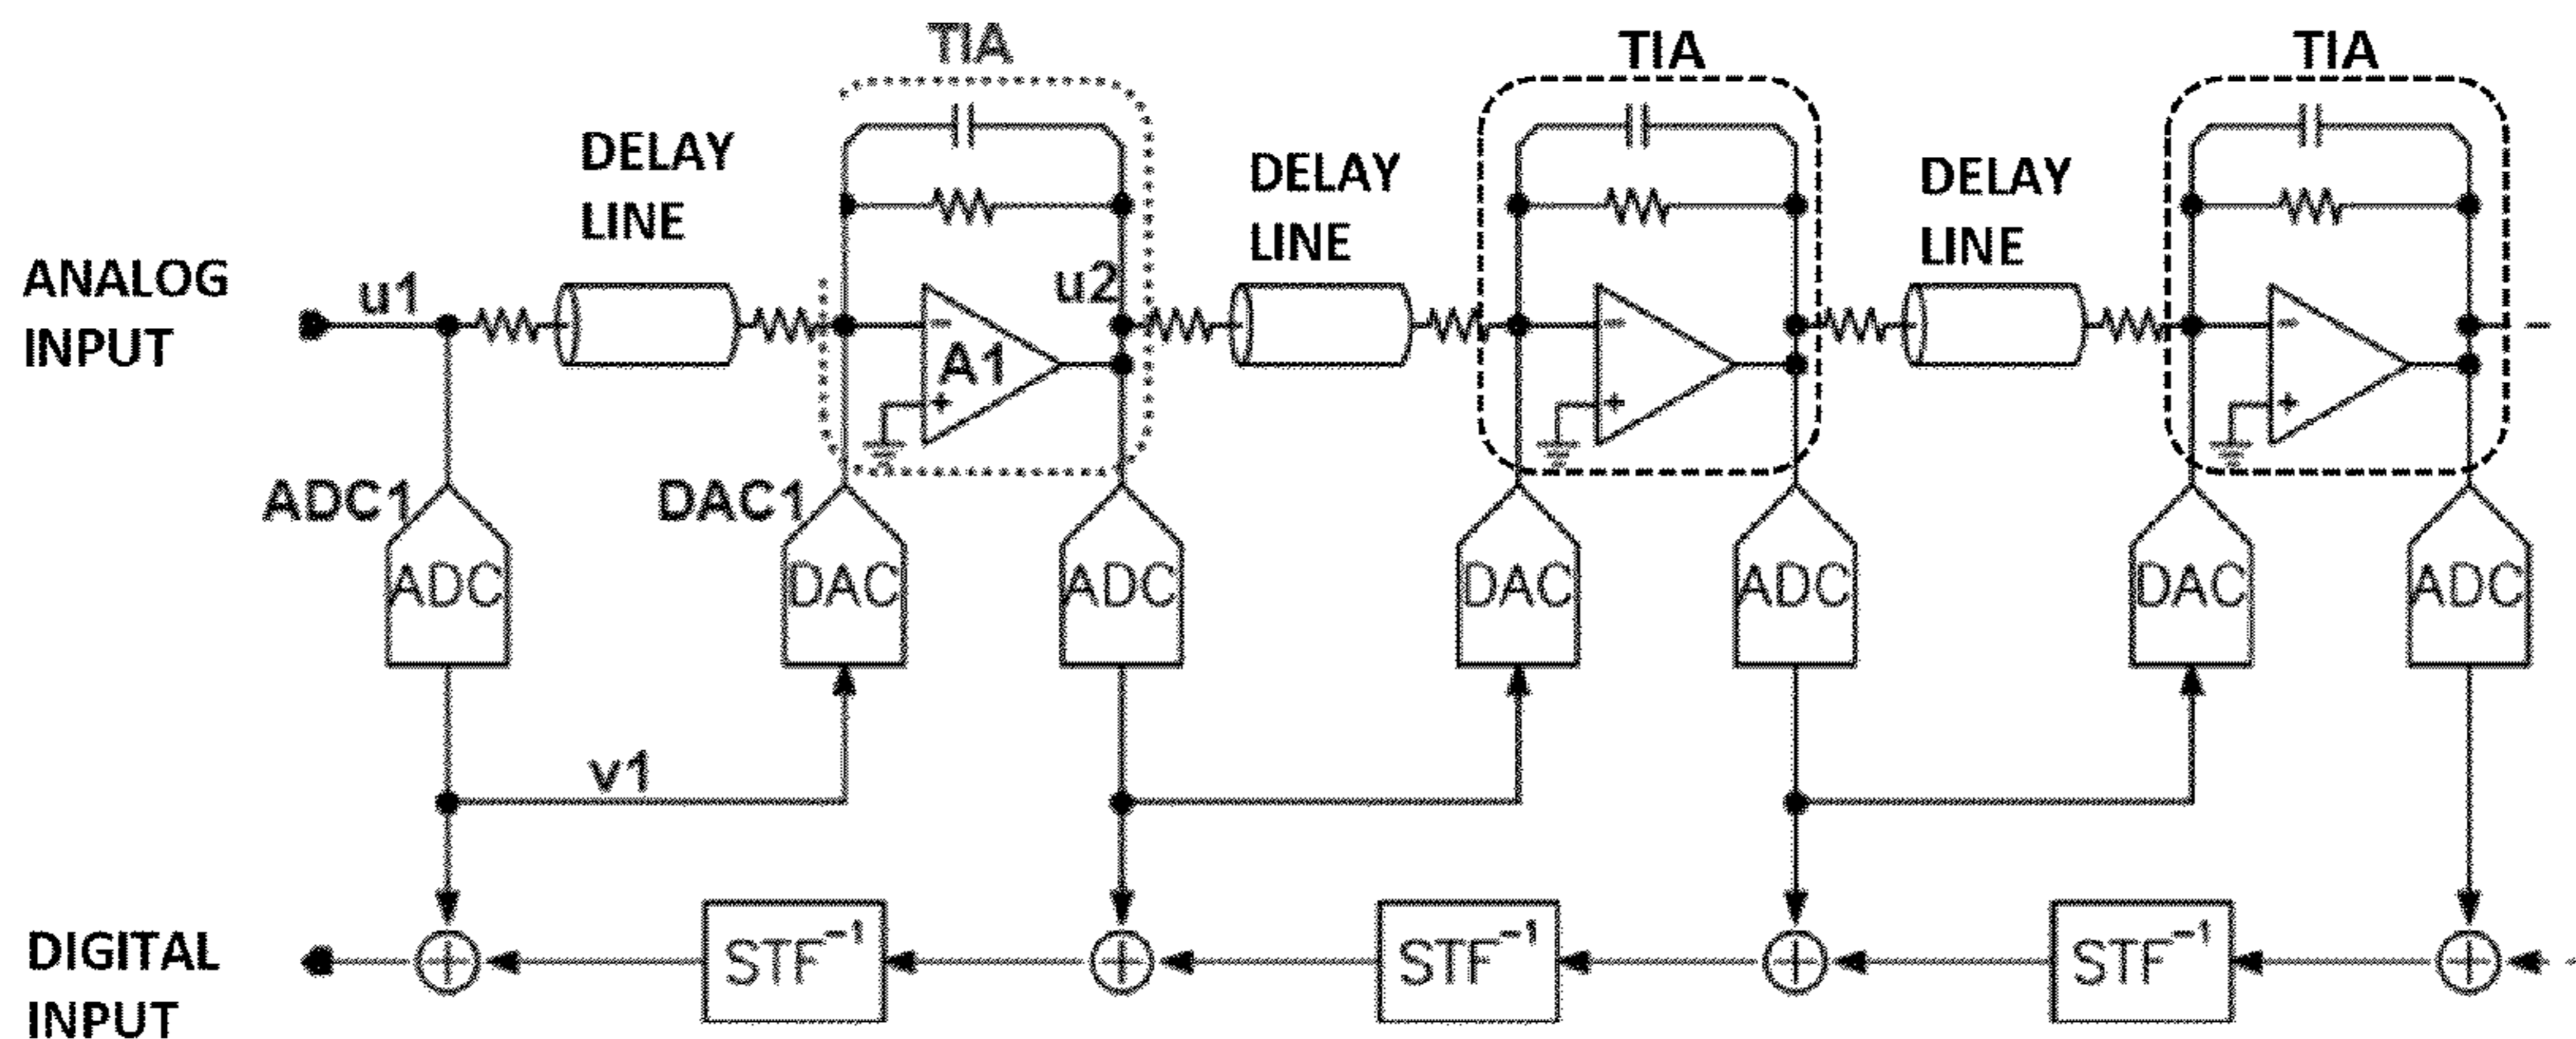 TIA
TIA
TIA
DELAY
LINE
DELAY
LINE
DELAY
LINE
ANALOG
INPUT
u1
u2
-
A1
+
-
+
-
+
ADC1
DAC1
ADC
DAC
ADC
DAC
ADC
DAC
ADC
v1
DIGITAL
INPUT
STF⁻¹
STF⁻¹
STF⁻¹